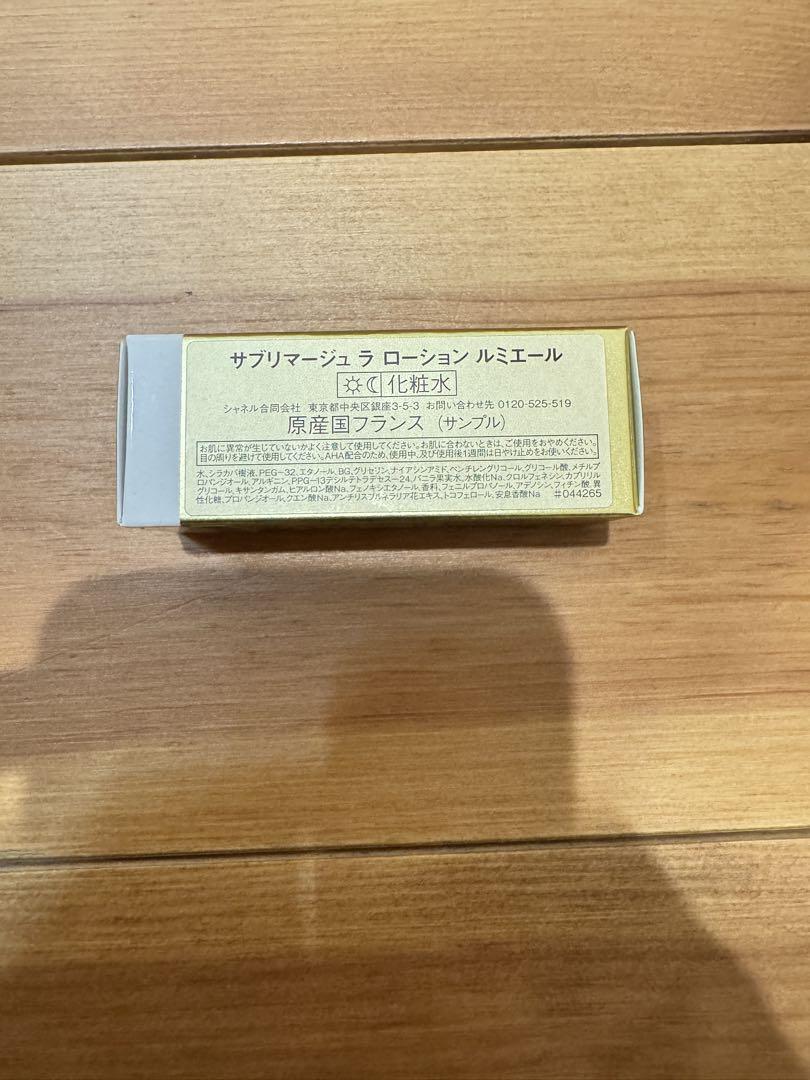 サブリマージュ ラ ローション ルミエール
化粧水
シャネル合同会社 東京都中央区銀座3-5-3 お問い合わせ先 0120-525-519
原産国フランス (サンプル)
お肌に異常が生じていないかよく注意して使用してください。お肌に合わないときは、ご使用をおやめください。
目の周りを避けて使用してください。AHA配合のため、使用中、及び使用後1週間は日やけ止めをお使いください。
水、シラカバ樹液、PEG-32、エタノール、BG、グリセリン、ナイアシンアミド、ペンチレングリコール、グリコール酸、メチルプ
ロパンジオール、アルギニン、PPG-13デシルテトラデセス-24、バニラ果実水、水酸化Na、クロルフェネシン、カプリリル
グリコール、キサンタンガム、ヒアルロン酸Na、フェノキシエタノール、香料、フェニルプロパノール、アデノシン、フィチン酸、異
性化糖、プロパンジオール、クエン酸Na、アンチリスブルネラリア花エキス、トコフェロール、安息香酸Na #044265